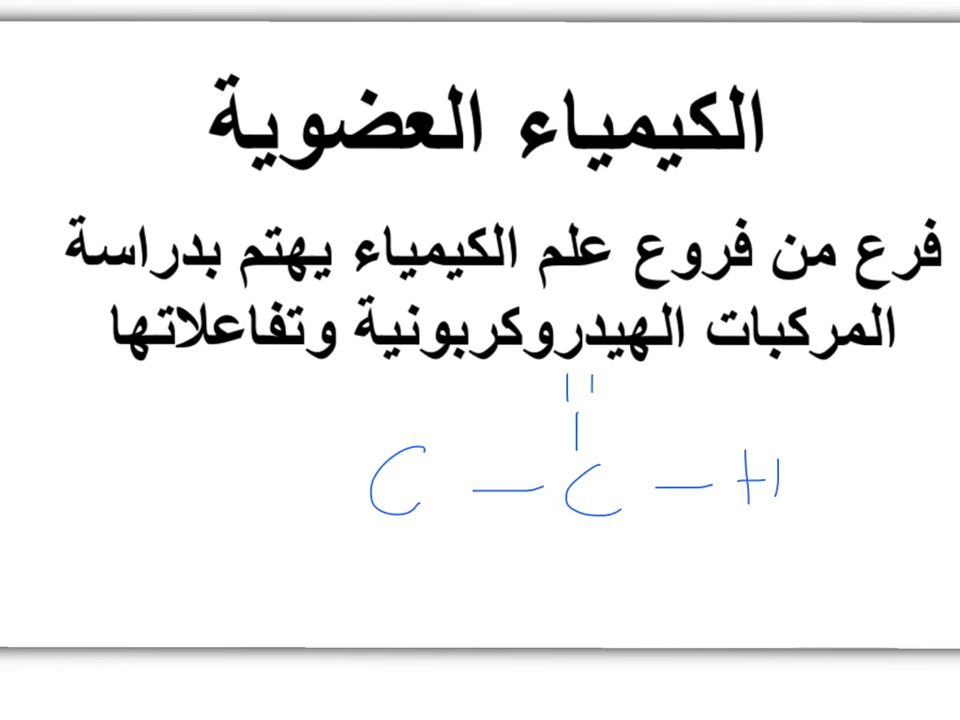 الكيمياء العضوية
فرع من فروع علم الكيمياء يهتم بدراسة
المركبات الهيدروكربونية وتفاعلاتها
H
C – C – H